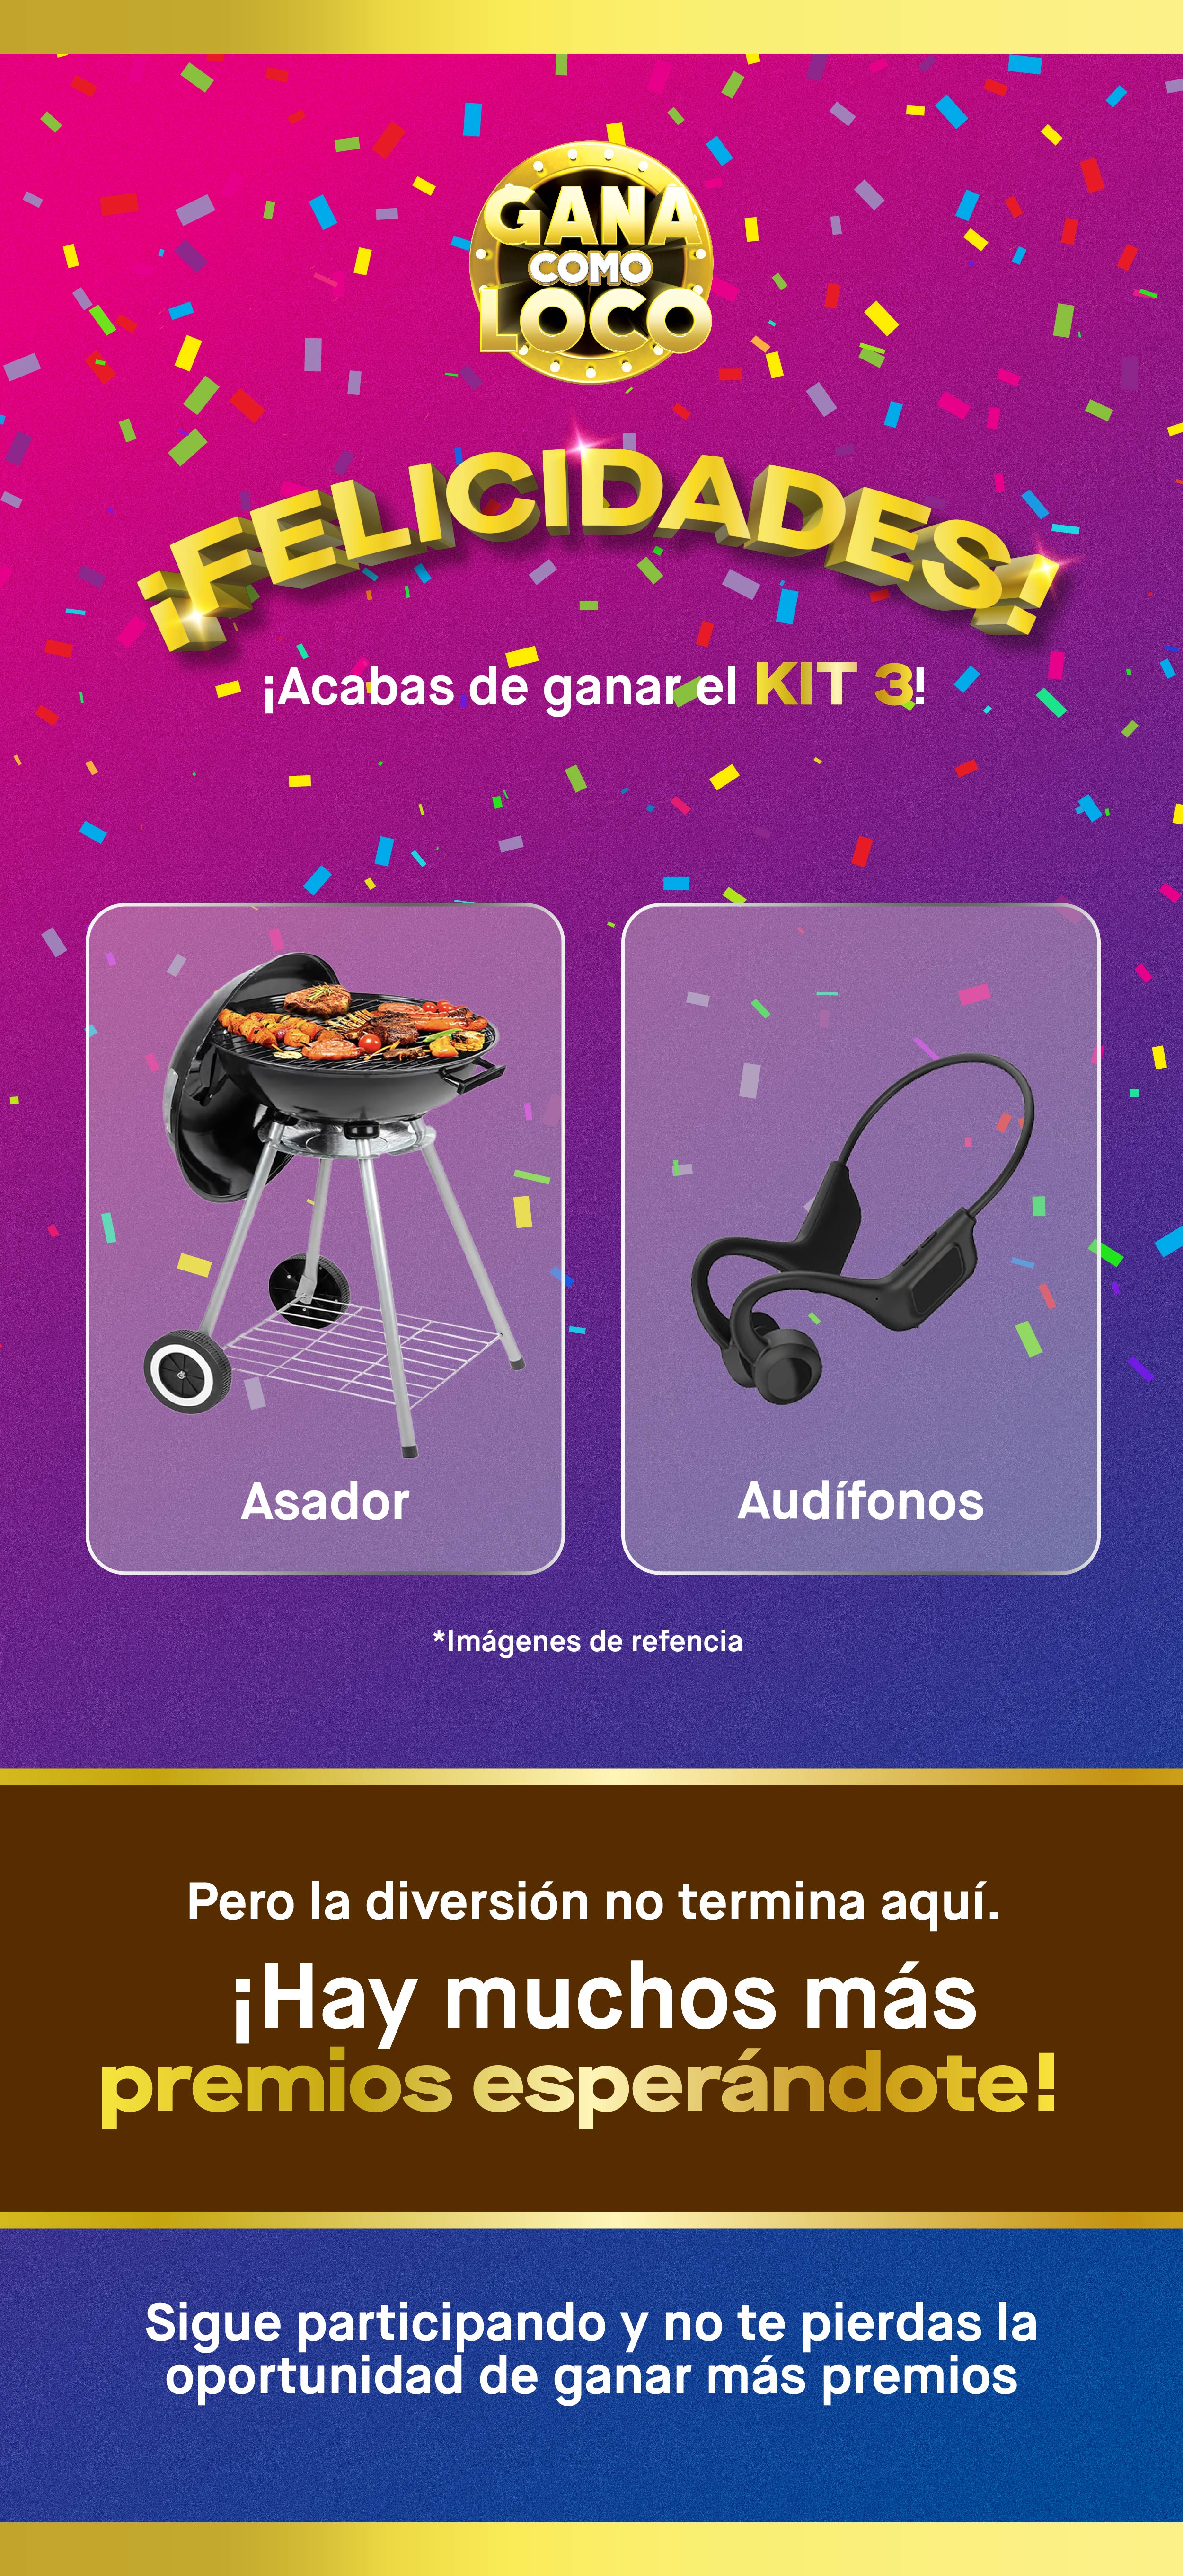 GANA
COMO
LOCO
¡FELICIDADES!
¡Acabas de ganar el KIT 3!
Asador
Audífonos
*Imágenes de refencia
Pero la diversión no termina aquí.
¡Hay muchos más
premios esperándote!
Sigue participando y no te pierdas la
oportunidad de ganar más premios